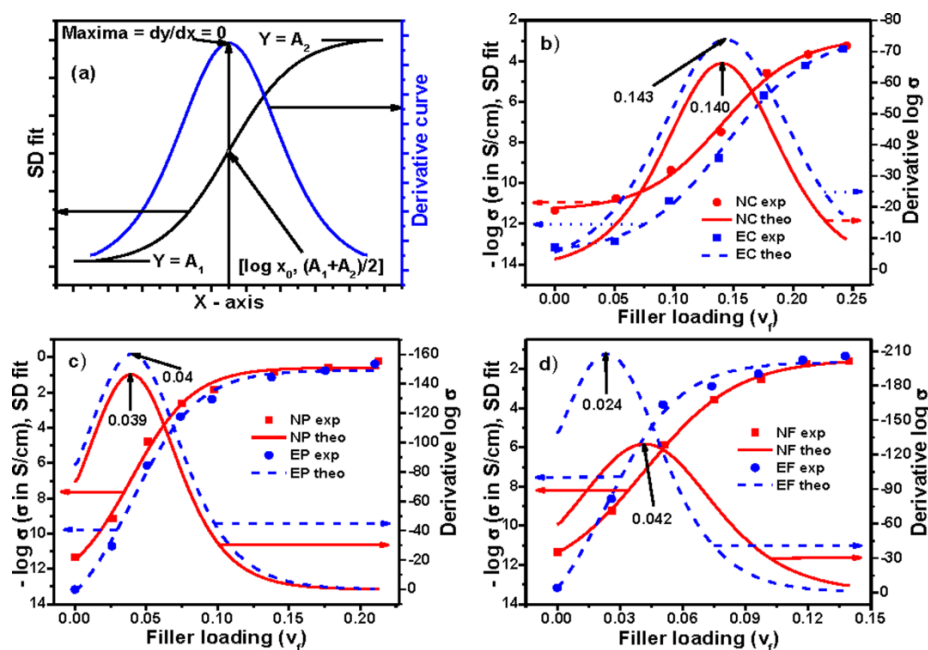 Maxima = dy/dx = 0
Y = A2
(a)
SD fit
Derivative curve
Y = A1
[log x0, (A1+A2)/2]
X - axis
b)
2
4
6
8
10
12
14
- log σ (σ in S/cm), SD fit
0.143
0.140
NC exp
NC theo
EC exp
EC theo
-80
-70
-60
-50
-40
-30
-20
-10
0
Derivative log σ
0.00 0.05 0.10 0.15 0.20 0.25
Filler loading (vf)
c)
0
2
4
6
8
10
12
14
- log σ (σ in S/cm), SD fit
0.04
0.039
NP exp
NP theo
EP exp
EP theo
-160
-140
-120
-100
-80
-60
-40
-20
0
Derivative log σ
0.00 0.05 0.10 0.15 0.20
Filler loading (vf)
d)
0
2
4
6
8
10
12
14
- log σ (σ in S/cm), SD fit
0.024
0.042
NF exp
NF theo
EF exp
EF theo
-210
-180
-150
-120
-90
-60
-30
0
Derivative log σ
0.00 0.03 0.06 0.09 0.12 0.15
Filler loading (vf)